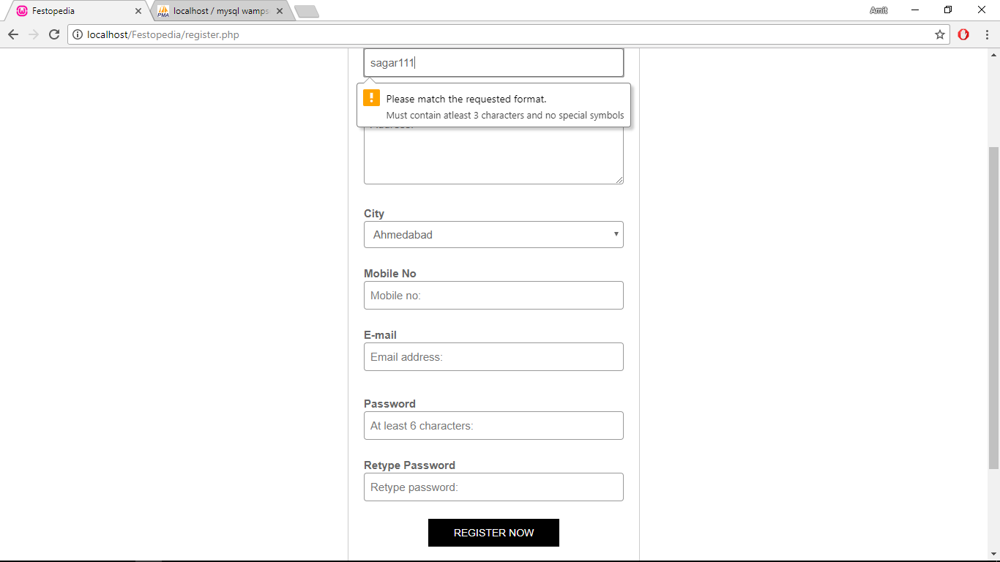 Festopedia
localhost / mysql wamps
Amit
localhost/Festopedia/register.php
sagar111
Please match the requested format.
Must contain atleast 3 characters and no special symbols
City
Ahmedabad
Mobile No
Mobile no:
E-mail
Email address:
Password
At least 6 characters:
Retype Password
Retype password:
REGISTER NOW